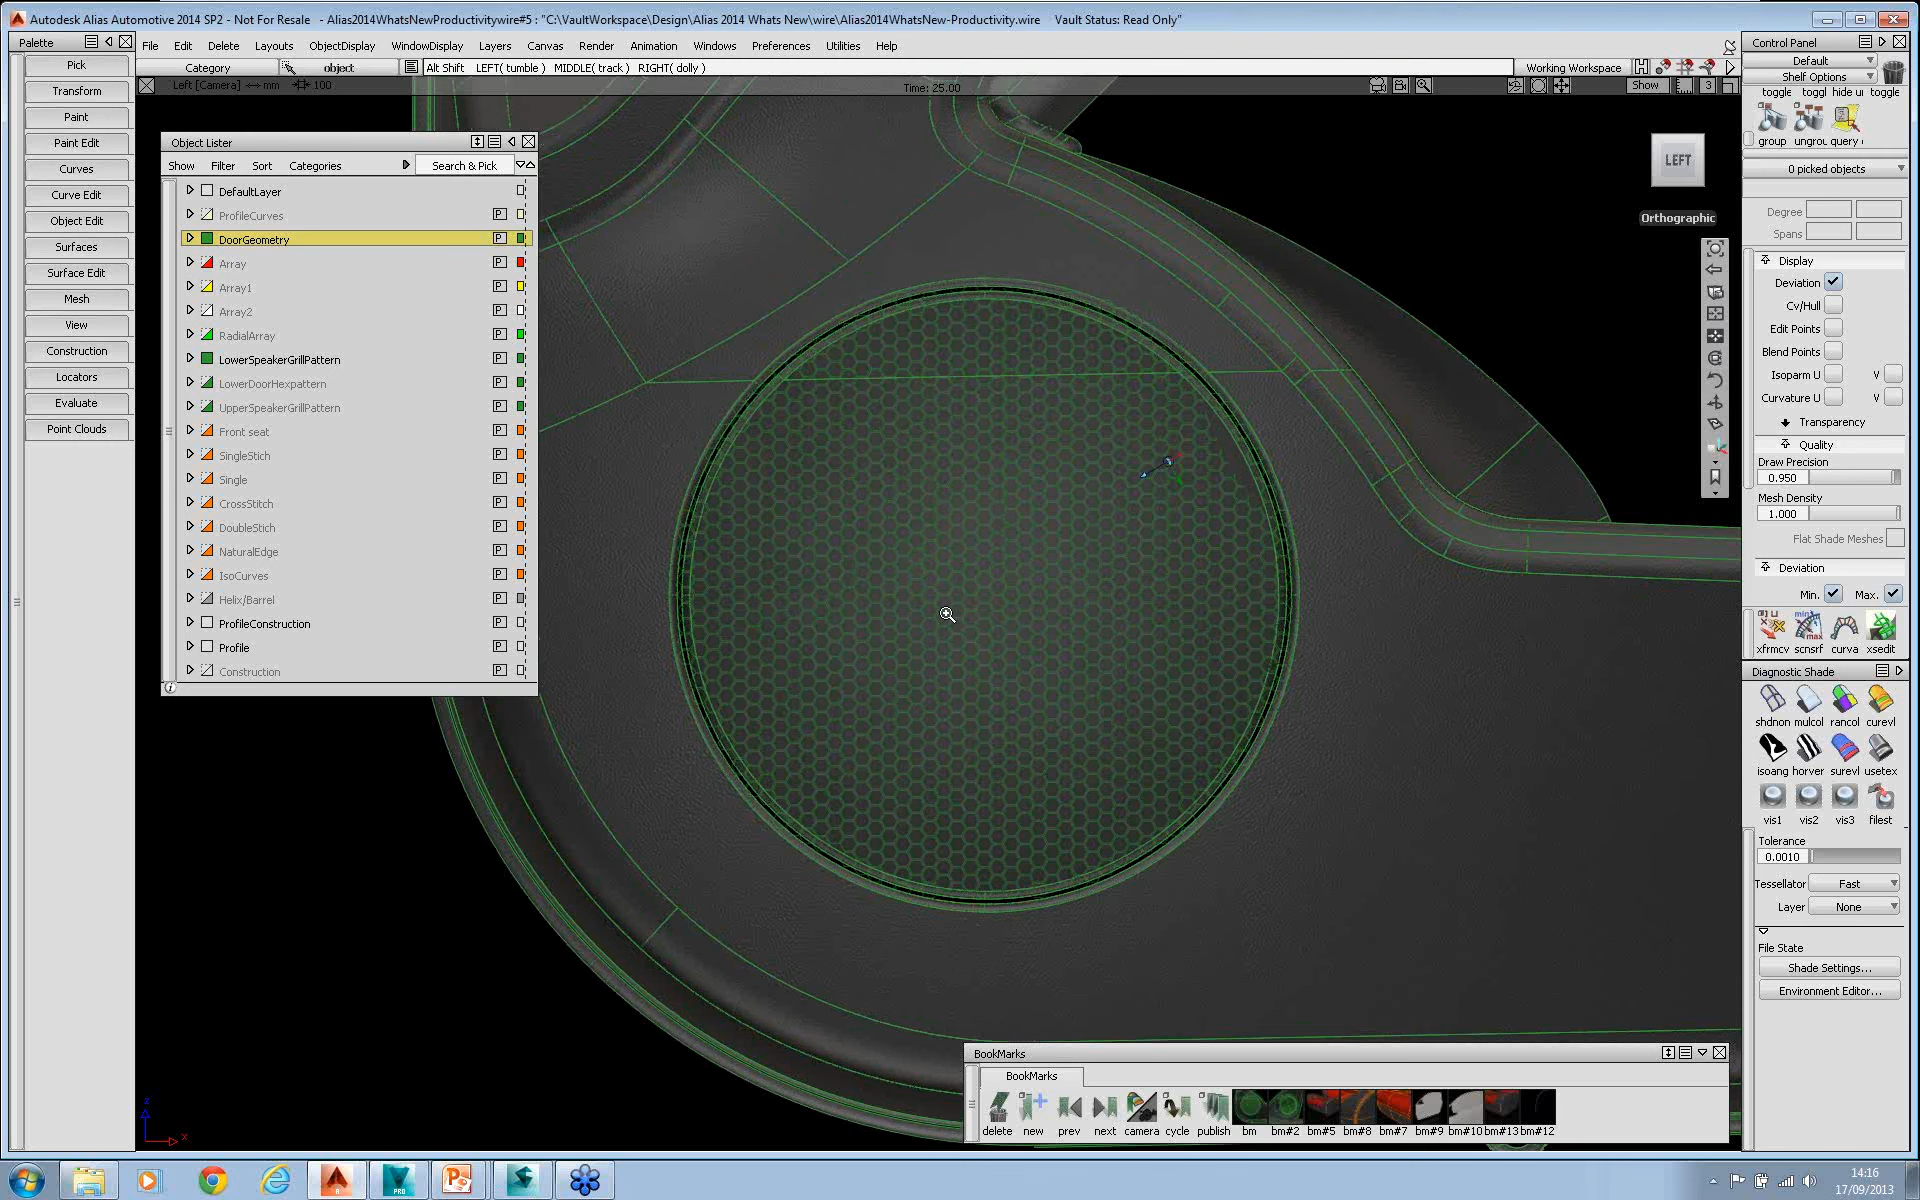 Autodesk Alias Automotive 2014 SP2 - Not For Resale - Alias2014WhatsNewProductivitywire#5 : "C:\VaultWorkspace\Design\Alias 2014 Whats New\wire\Alias2014WhatsNew-Productivity.wire Vault Status: Read Only"
Palette
File Edit Delete Layouts ObjectDisplay WindowDisplay Layers Canvas Render Animation Windows Preferences Utilities Help
Category object Alt Shift LEFT( tumble ) MIDDLE( track ) RIGHT( dolly ) Working Workspace
Left [Camera] <-> mm 100 Time: 25.00 Show 3
Pick
Transform
Paint
Paint Edit
Curves
Curve Edit
Object Edit
Surfaces
Surface Edit
Mesh
View
Construction
Locators
Evaluate
Point Clouds
Object Lister
Show Filter Sort Categories Search & Pick
DefaultLayer
ProfileCurves P
DoorGeometry P
Array P
Array1 P
Array2 P
RadialArray P
LowerSpeakerGrillPattern P
LowerDoorHexpattern P
UpperSpeakerGrillPattern P
Front seat P
SingleStich P
Single P
CrossStitch P
DoubleStich P
NaturalEdge P
IsoCurves P
Helix/Barrel P
ProfileConstruction P
Profile P
Construction P
LEFT
Orthographic
Control Panel
Default
Shelf Options
toggle toggl hide u toggle
group ungrou query
0 picked objects
Degree
Spans
Display
Deviation
Cv/Hull
Edit Points
Blend Points
Isoparm U V
Curvature U V
Transparency
Quality
Draw Precision
0.950
Mesh Density
1.000
Flat Shade Meshes
Deviation
Min. Max.
xfrmcv scnsrf curva xsedit
Diagnostic Shade
shdnon mulcol rancol curevl
isoang horver surevl usetex
vis1 vis2 vis3 filest
Tolerance
0.0010
Tessellator Fast
Layer None
File State
Shade Settings...
Environment Editor...
BookMarks
BookMarks
delete new prev next camera cycle publish bm bm#2 bm#5 bm#8 bm#7 bm#9 bm#10 bm#13 bm#12
z
x
14:16
17/09/2013